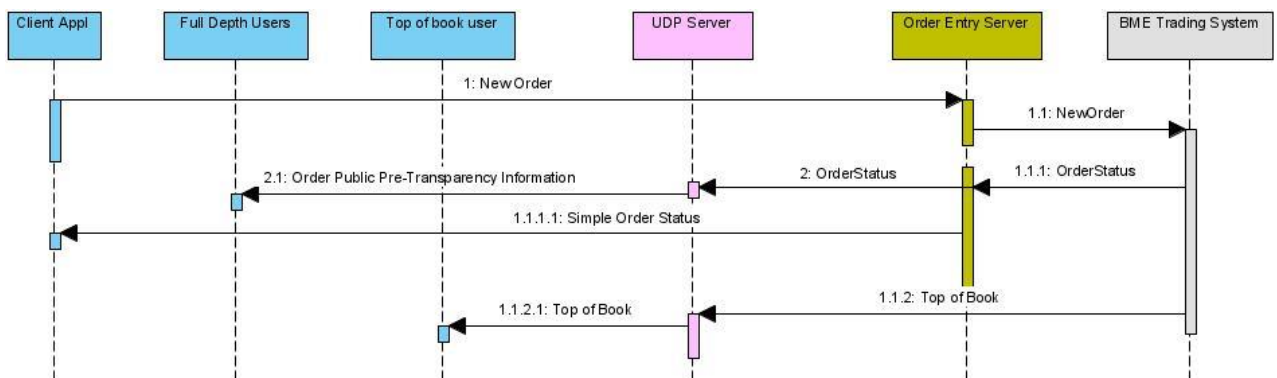 Client Appl
Full Depth Users
Top of book user
UDP Server
Order Entry Server
BME Trading System
1: NewOrder
1.1: NewOrder
2.1: Order Public Pre-Transparency Information
2: OrderStatus
1.1.1: OrderStatus
1.1.1.1: Simple Order Status
1.1.2: Top of Book
1.1.2.1: Top of Book